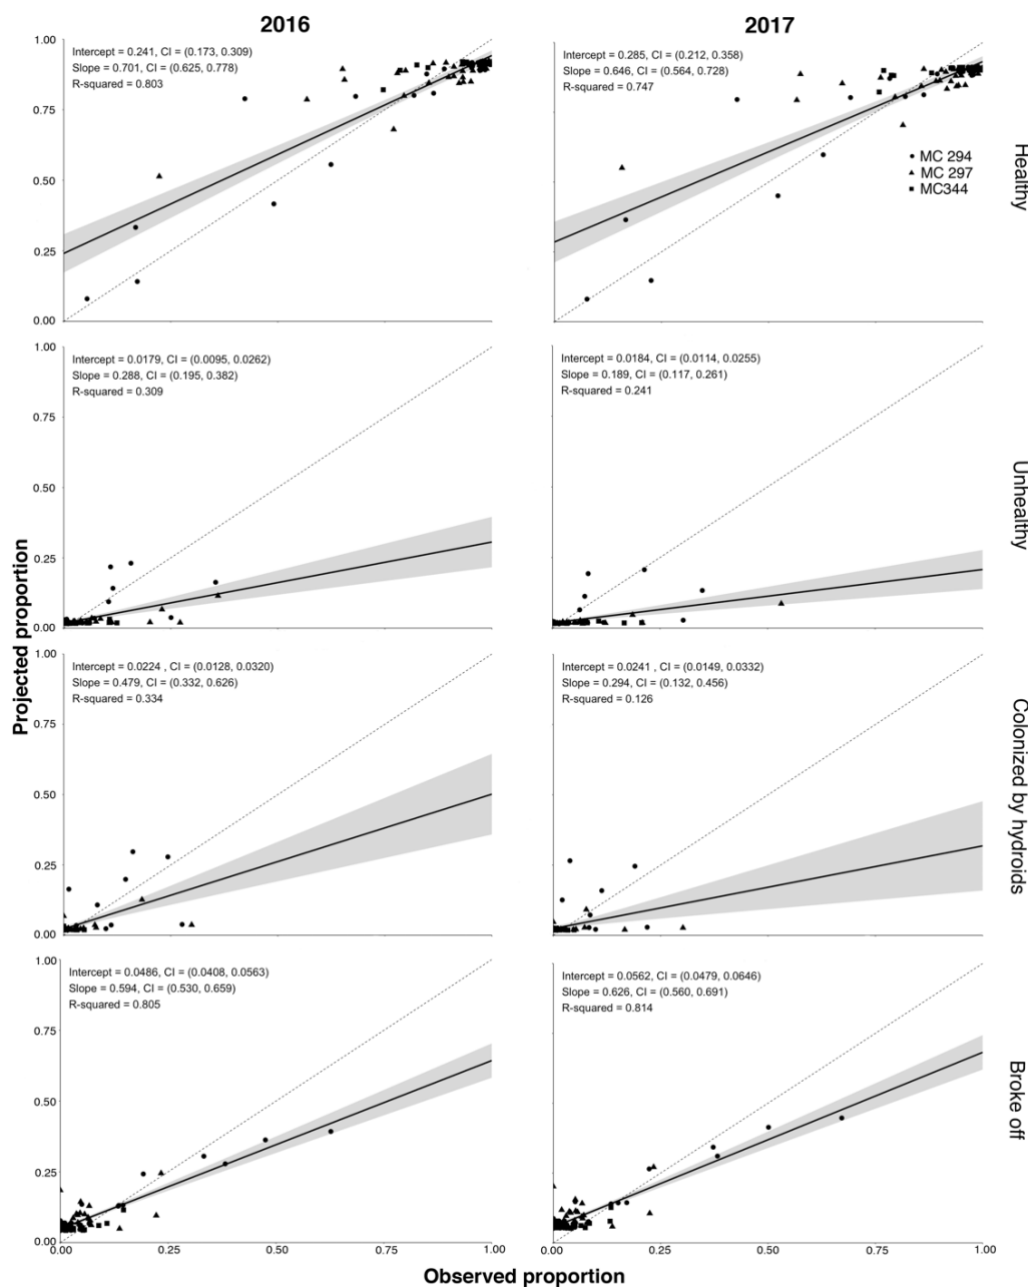 2016
2017
1.00
0.75
0.50
0.25
0.00
Intercept = 0.241, CI = (0.173, 0.309)
Slope = 0.701, CI = (0.625, 0.778)
R-squared = 0.803
Intercept = 0.285, CI = (0.212, 0.358)
Slope = 0.646, CI = (0.564, 0.728)
R-squared = 0.747
MC 294
MC 297
MC344
Healthy
1.00
0.75
0.50
0.25
0.00
Intercept = 0.0179, CI = (0.0095, 0.0262)
Slope = 0.288, CI = (0.195, 0.382)
R-squared = 0.309
Intercept = 0.0184, CI = (0.0114, 0.0255)
Slope = 0.189, CI = (0.117, 0.261)
R-squared = 0.241
Unhealthy
Projected proportion
1.00
0.75
0.50
0.25
0.00
Intercept = 0.0224 , CI = (0.0128, 0.0320)
Slope = 0.479, CI = (0.332, 0.626)
R-squared = 0.334
Intercept = 0.0241 , CI = (0.0149, 0.0332)
Slope = 0.294, CI = (0.132, 0.456)
R-squared = 0.126
Colonized by hydroids
1.00
0.75
0.50
0.25
0.00
Intercept = 0.0486, CI = (0.0408, 0.0563)
Slope = 0.594, CI = (0.530, 0.659)
R-squared = 0.805
Intercept = 0.0562, CI = (0.0479, 0.0646)
Slope = 0.626, CI = (0.560, 0.691)
R-squared = 0.814
Broke off
0.00 0.25 0.50 0.75 1.00
0.00 0.25 0.50 0.75 1.00
Observed proportion